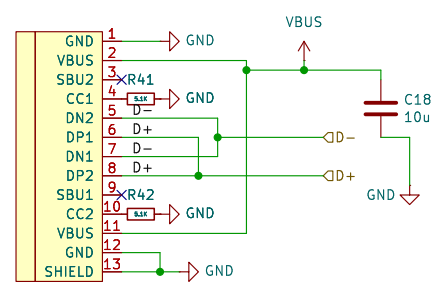 VBUS
GND 1 GND
VBUS 2
SBU2 3 R41
CC1 4 5.1K GND
D-
DN2 5
D+
DP1 6 D-
D-
DN1 7
D+
DP2 8 D+
SBU1 9 R42
CC2 10 5.1K GND
VBUS 11
GND 12
SHIELD 13 GND
C18
10u
GND